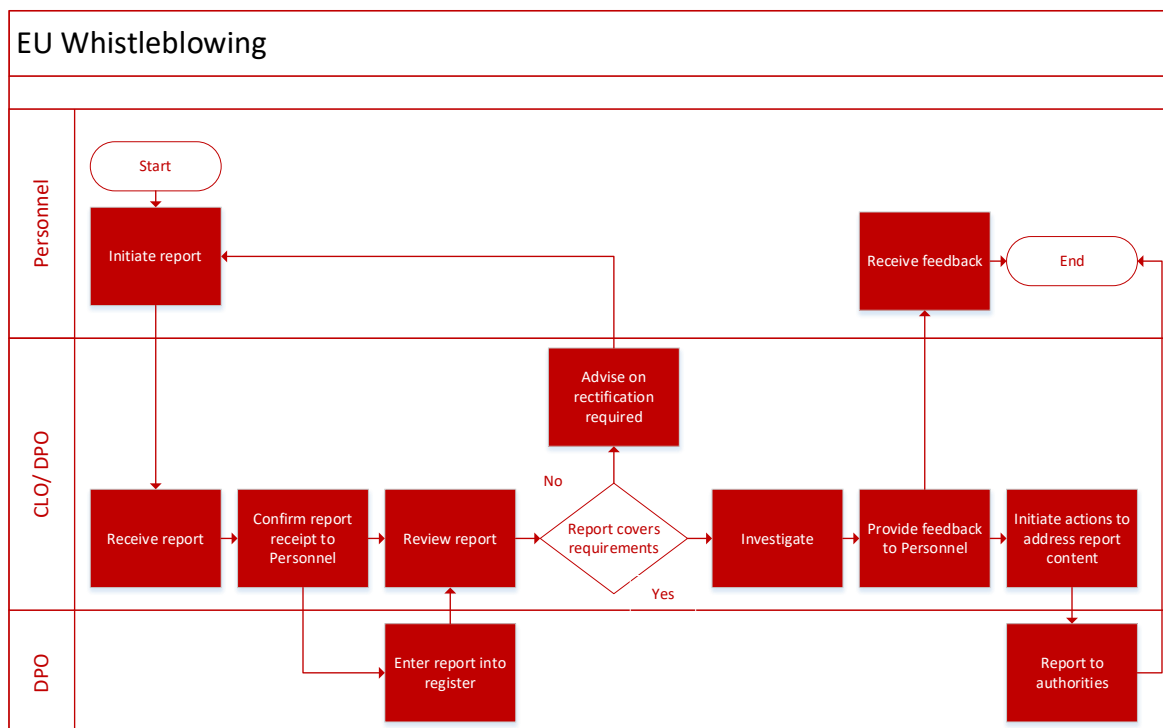 EU Whistleblowing
Personnel
Start
Initiate report
Receive feedback
End
CLO/ DPO
Advise on
rectification
required
No
Receive report
Confirm report
receipt to
Personnel
Review report
Report covers
requirements
Yes
Investigate
Provide feedback
to Personnel
Initiate actions to
address report
content
DPO
Enter report into
register
Report to
authorities